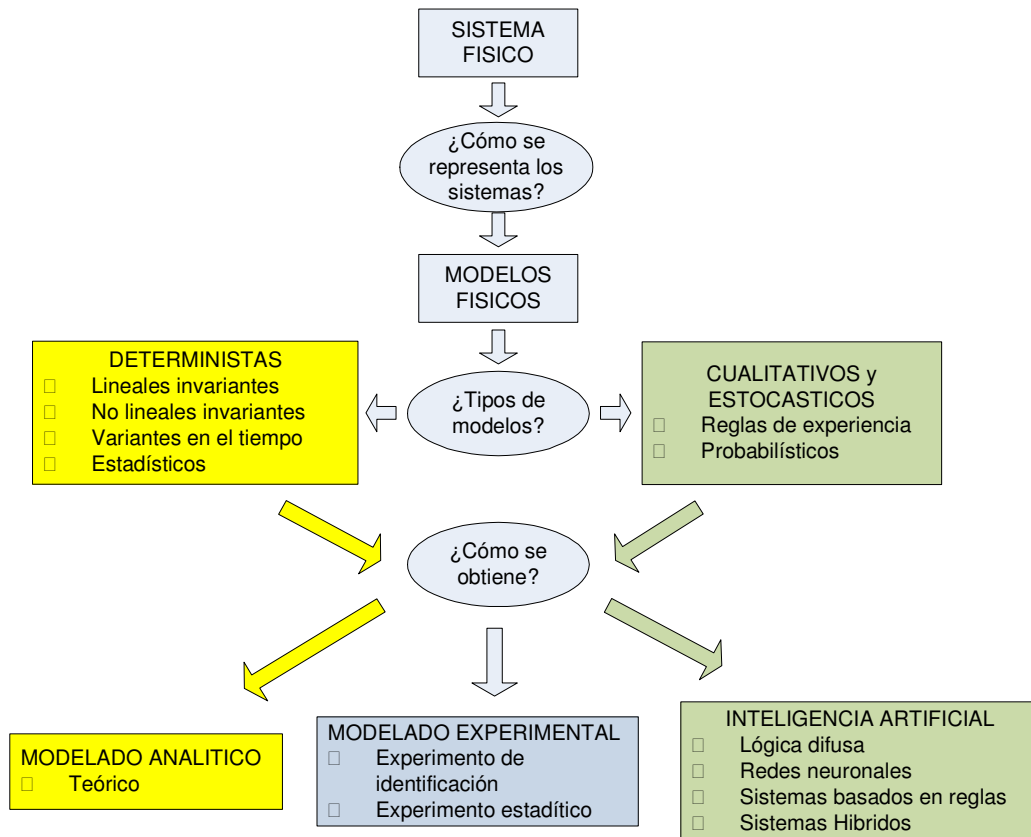 SISTEMA
FISICO
¿Cómo se
representa los
sistemas?
MODELOS
FISICOS
DETERMINISTAS
Lineales invariantes
No lineales invariantes
Variantes en el tiempo
Estadísticos
¿Tipos de
modelos?
CUALITATIVOS y
ESTOCASTICOS
Reglas de experiencia
Probabilísticos
¿Cómo se
obtiene?
MODELADO ANALITICO
Teórico
MODELADO EXPERIMENTAL
Experimento de
identificación
Experimento estadítico
INTELIGENCIA ARTIFICIAL
Lógica difusa
Redes neuronales
Sistemas basados en reglas
Sistemas Hibridos